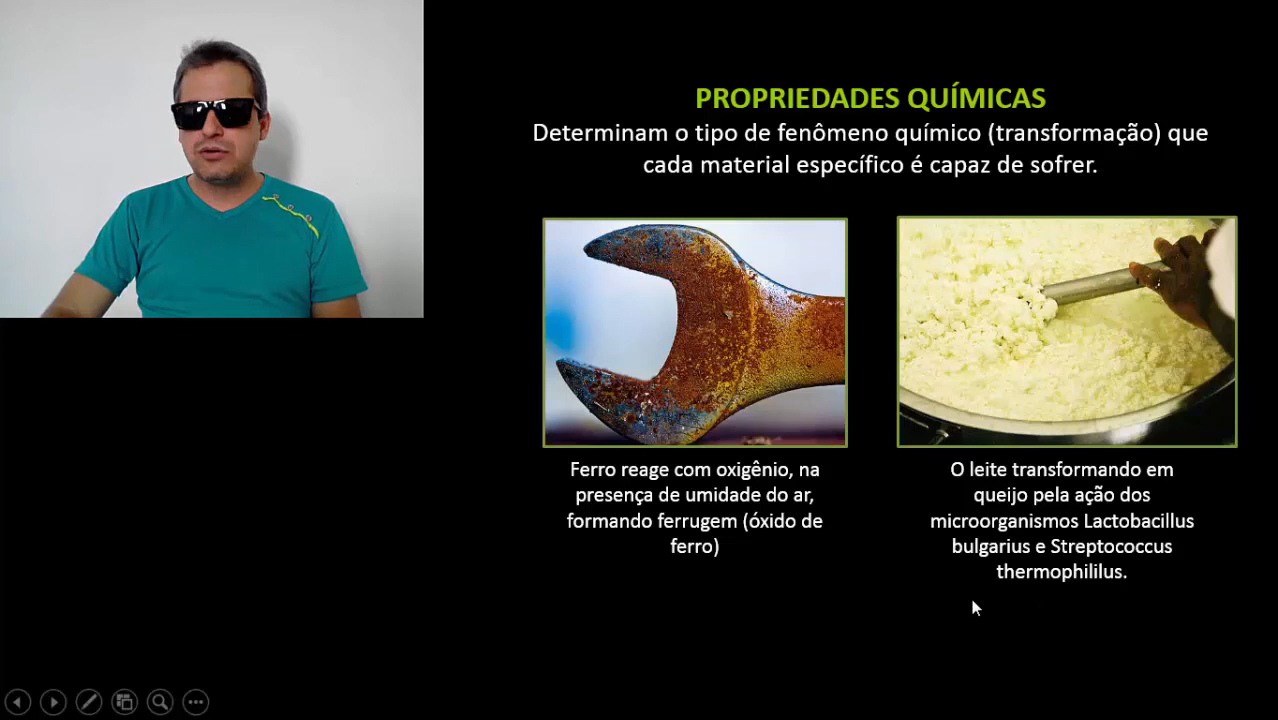 PROPRIEDADES QUÍMICAS
Determinam o tipo de fenômeno químico (transformação) que
cada material específico é capaz de sofrer.
Ferro reage com oxigênio, na
presença de umidade do ar,
formando ferrugem (óxido de
ferro)
O leite transformando em
queijo pela ação dos
microorganismos Lactobacillus
bulgarius e Streptococcus
thermophililus.